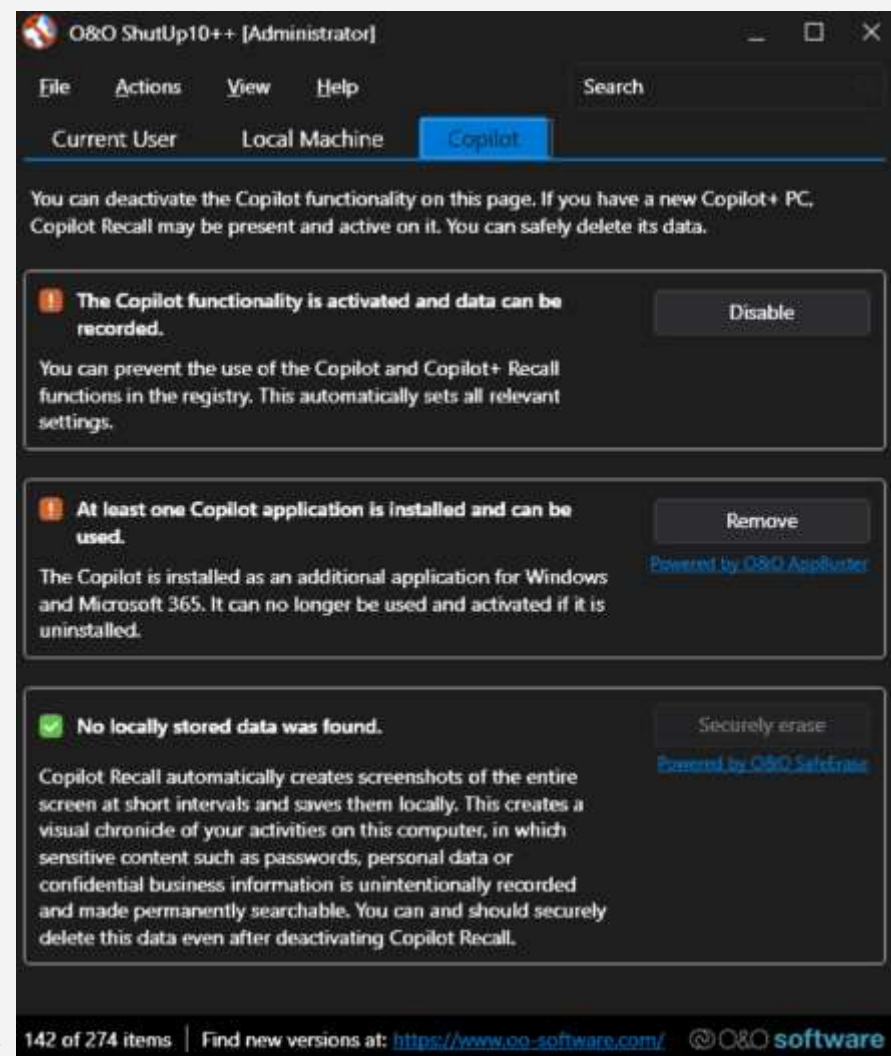 O&O ShutUp10++ [Administrator]
File Actions View Help Search
Current User Local Machine Copilot
You can deactivate the Copilot functionality on this page. If you have a new Copilot+ PC,
Copilot Recall may be present and active on it. You can safely delete its data.
The Copilot functionality is activated and data can be
recorded.
Disable
You can prevent the use of the Copilot and Copilot+ Recall
functions in the registry. This automatically sets all relevant
settings.
At least one Copilot application is installed and can be
used.
Remove
Powered by O&O AppBuster
The Copilot is installed as an additional application for Windows
and Microsoft 365. It can no longer be used and activated if it is
uninstalled.
No locally stored data was found.
Securely erase
Powered by O&O SafeErase
Copilot Recall automatically creates screenshots of the entire
screen at short intervals and saves them locally. This creates a
visual chronicle of your activities on this computer, in which
sensitive content such as passwords, personal data or
confidential business information is unintentionally recorded
and made permanently searchable. You can and should securely
delete this data even after deactivating Copilot Recall.
142 of 274 items Find new versions at: https://www.oo-software.com/ O&O software